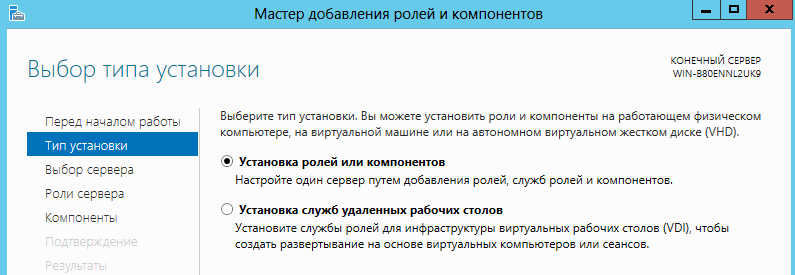 Мастер добавления ролей и компонентов
Выбор типа установки
КОНЕЧНЫЙ СЕРВЕР
WIN-B80ENNL2UK9
Перед началом работы
Тип установки
Выбор сервера
Роли сервера
Компоненты
Подтверждение
Результаты
Выберите тип установки. Вы можете установить роли и компоненты на работающем физическом
компьютере, на виртуальной машине или на автономном виртуальном жестком диске (VHD).
Установка ролей или компонентов
Настройте один сервер путем добавления ролей, служб ролей и компонентов.
Установка служб удаленных рабочих столов
Установите службы ролей для инфраструктуры виртуальных рабочих столов (VDI), чтобы
создать развертывание на основе виртуальных компьютеров или сеансов.